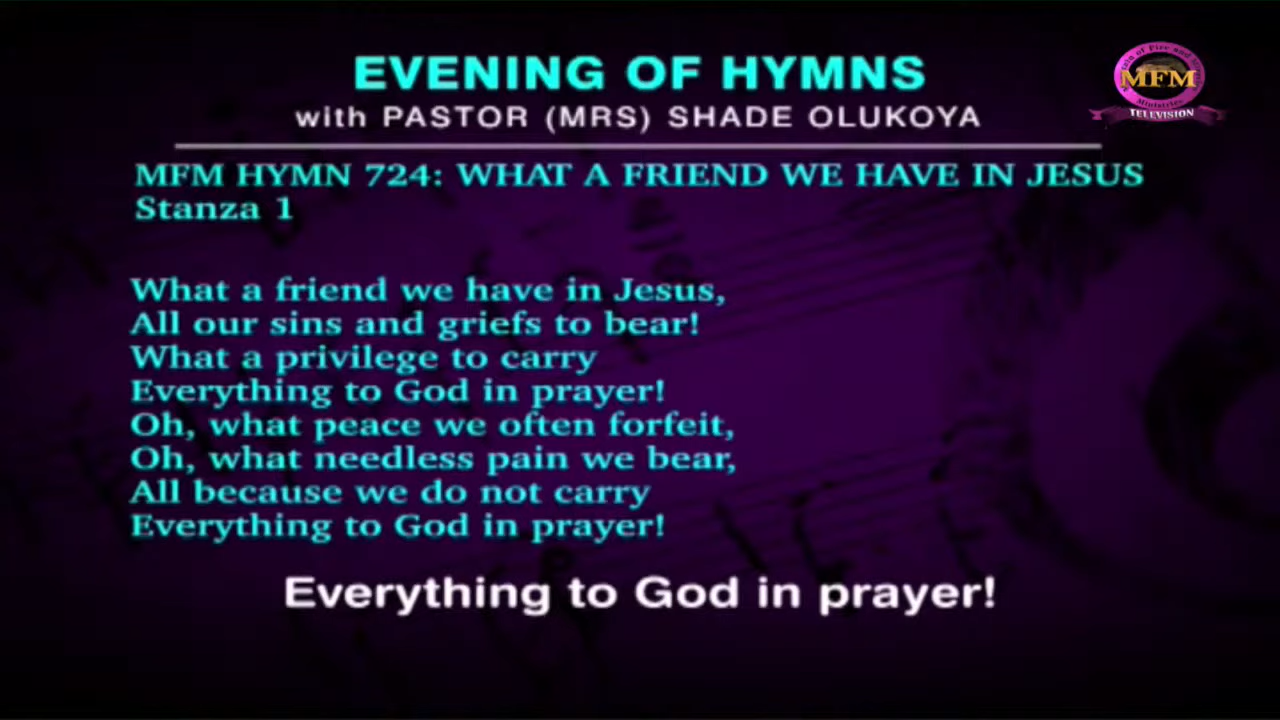 EVENING OF HYMNS
with PASTOR (MRS) SHADE OLUKOYA
MFM
Ministries
TELEVISION
MFM HYMN 724: WHAT A FRIEND WE HAVE IN JESUS
Stanza 1
What a friend we have in Jesus,
All our sins and griefs to bear!
What a privilege to carry
Everything to God in prayer!
Oh, what peace we often forfeit,
Oh, what needless pain we bear,
All because we do not carry
Everything to God in prayer!
Everything to God in prayer!